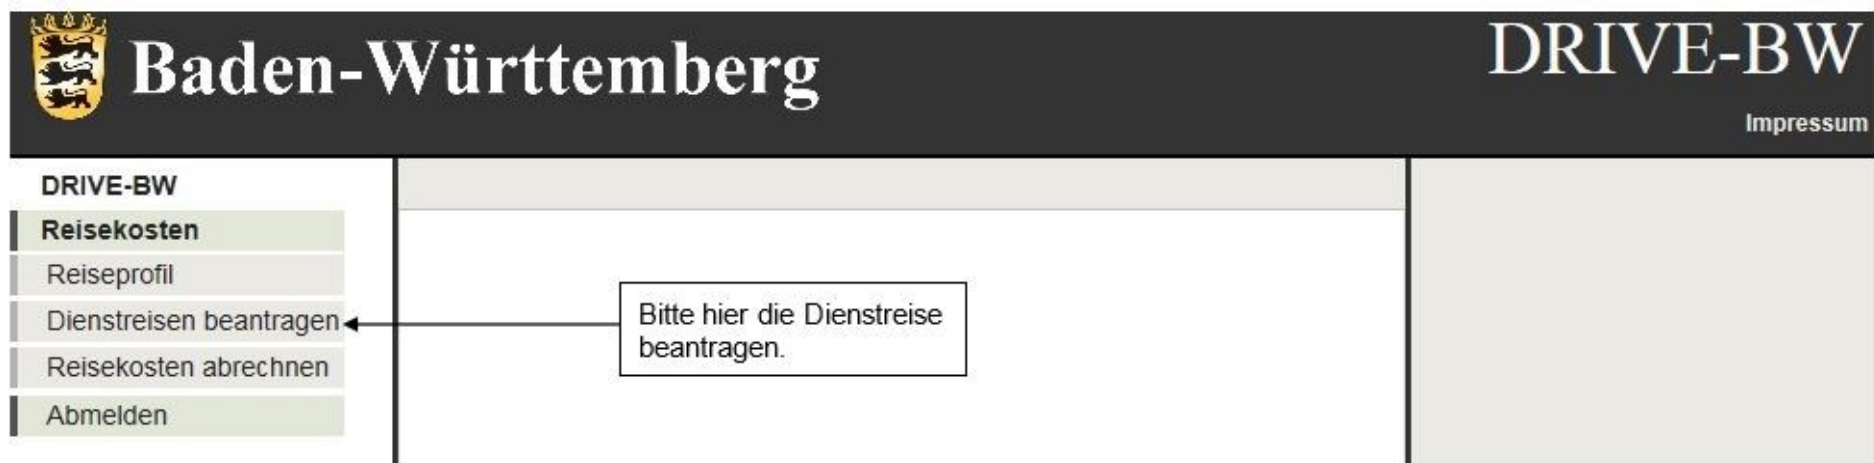 Baden-Württemberg
DRIVE-BW
Impressum
DRIVE-BW
Reisekosten
Reiseprofil
Dienstreisen beantragen
Reisekosten abrechnen
Abmelden
Bitte hier die Dienstreise
beantragen.